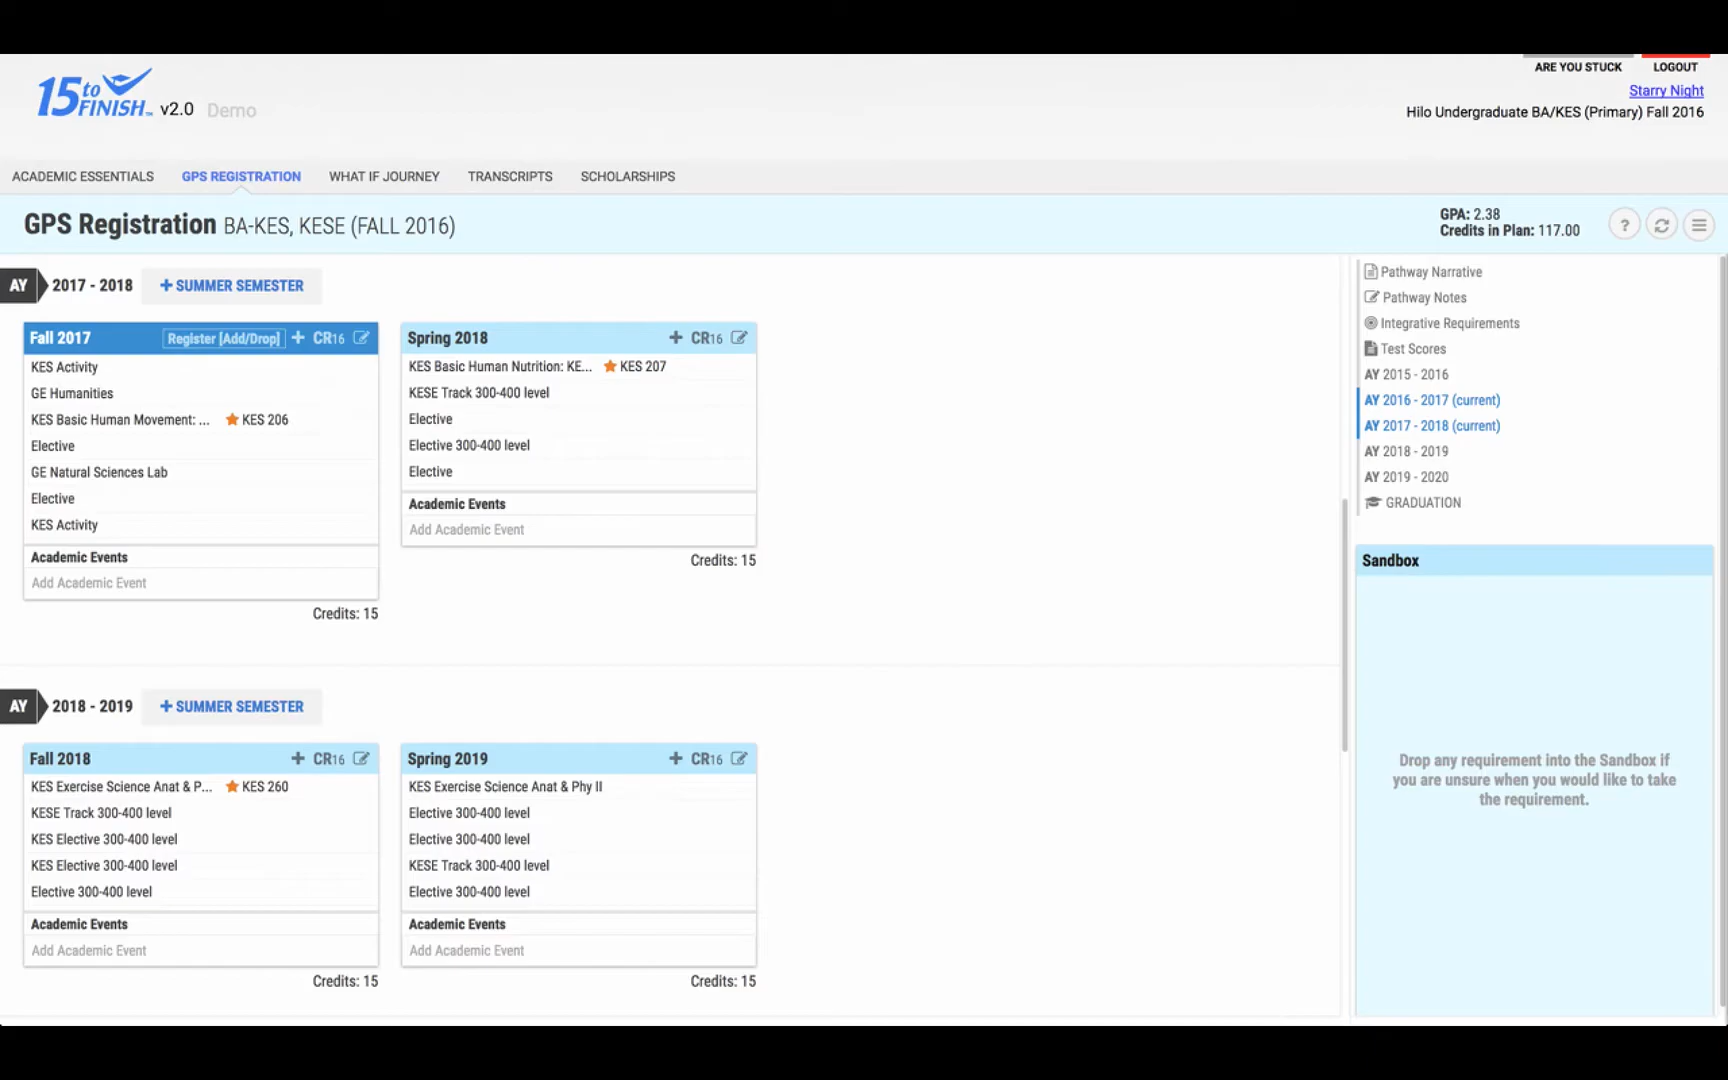 ARE YOU STUCK LOGOUT
15 to FINISH™ v2.0 Demo
Starry Night
Hilo Undergraduate BA/KES (Primary) Fall 2016
ACADEMIC ESSENTIALS GPS REGISTRATION WHAT IF JOURNEY TRANSCRIPTS SCHOLARSHIPS
GPS Registration BA-KES, KESE (FALL 2016)
GPA: 2.38
Credits in Plan: 117.00
?
AY 2017 - 2018 + SUMMER SEMESTER
Fall 2017 Register [Add/Drop] + CR16
KES Activity
GE Humanities
KES Basic Human Movement: ... KES 206
Elective
GE Natural Sciences Lab
Elective
KES Activity
Academic Events
Add Academic Event
Credits: 15
Spring 2018 + CR16
KES Basic Human Nutrition: KE... KES 207
KESE Track 300-400 level
Elective
Elective 300-400 level
Elective
Academic Events
Add Academic Event
Credits: 15
AY 2018 - 2019 + SUMMER SEMESTER
Fall 2018 + CR16
KES Exercise Science Anat & P... KES 260
KESE Track 300-400 level
KES Elective 300-400 level
KES Elective 300-400 level
Elective 300-400 level
Academic Events
Add Academic Event
Credits: 15
Spring 2019 + CR16
KES Exercise Science Anat & Phy II
Elective 300-400 level
Elective 300-400 level
KESE Track 300-400 level
Elective 300-400 level
Academic Events
Add Academic Event
Credits: 15
Pathway Narrative
Pathway Notes
Integrative Requirements
Test Scores
AY 2015 - 2016
AY 2016 - 2017 (current)
AY 2017 - 2018 (current)
AY 2018 - 2019
AY 2019 - 2020
GRADUATION
Sandbox
Drop any requirement into the Sandbox if
you are unsure when you would like to take
the requirement.